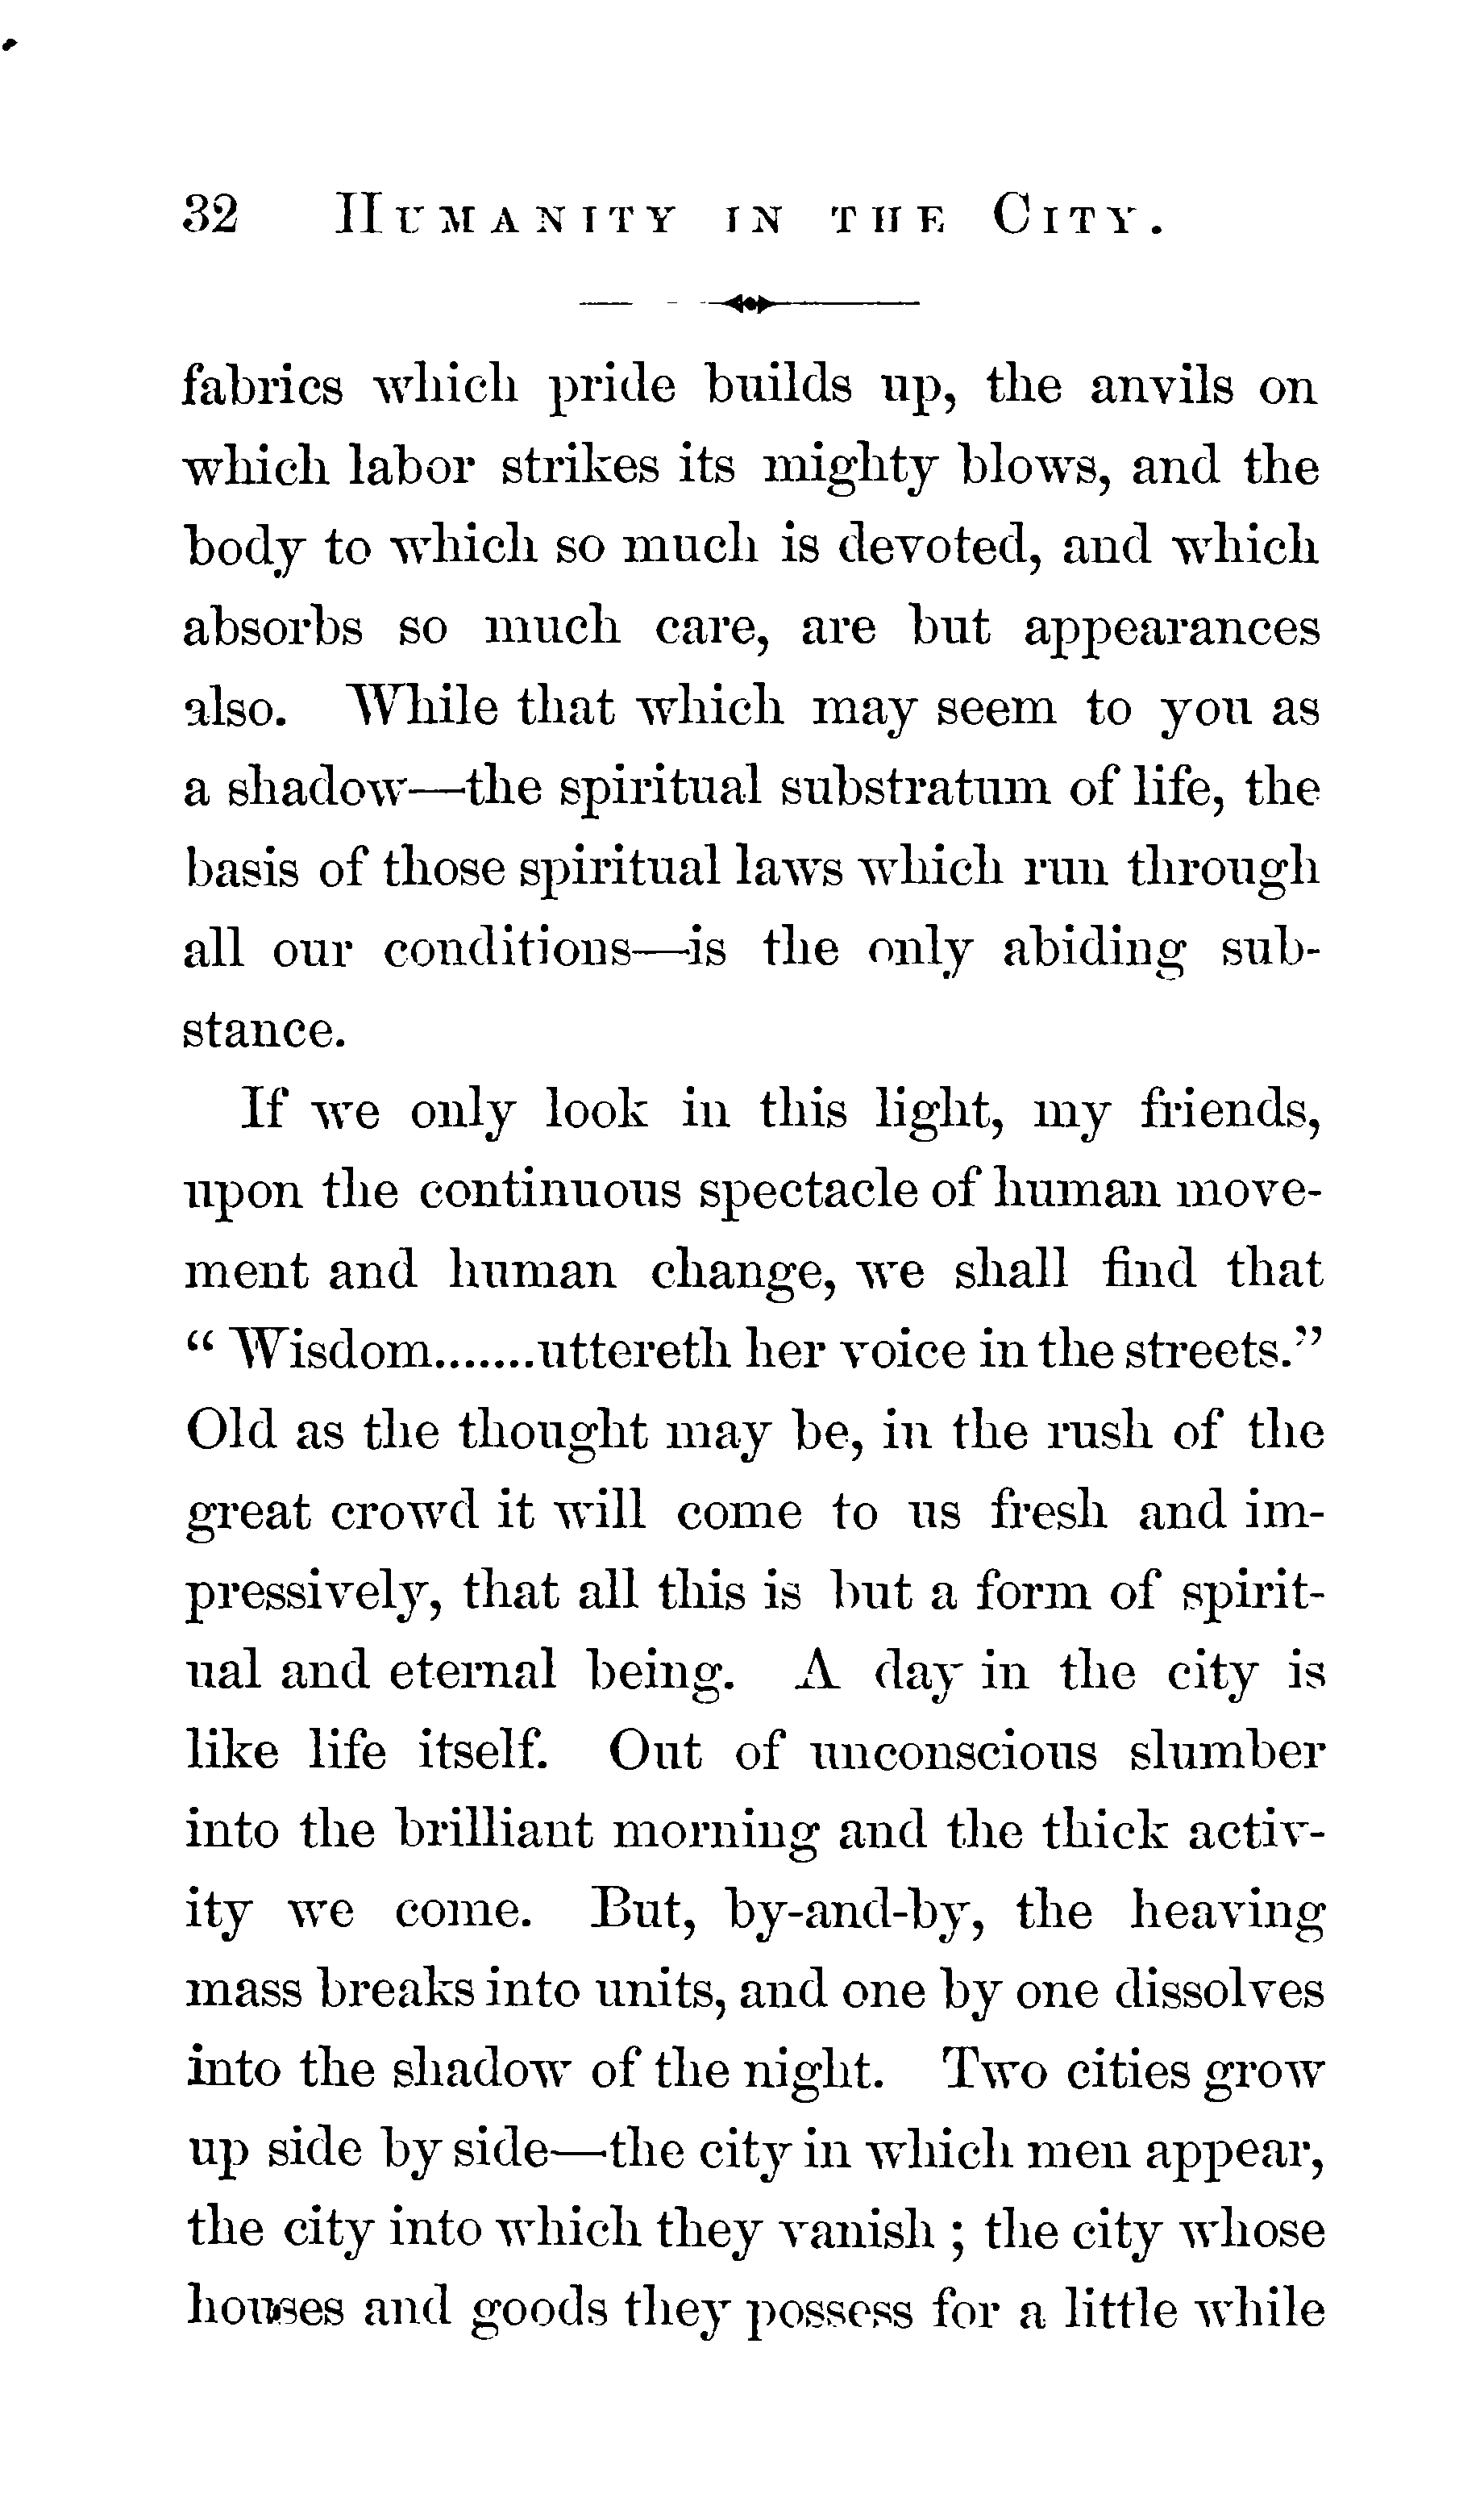 32 Humanity in the City.
fabrics which pride builds up, the anvils on
which labor strikes its mighty blows, and the
body to which so much is devoted, and which
absorbs so much care, are but appearances
also. While that which may seem to you as
a shadow—the spiritual substratum of life, the
basis of those spiritual laws which run through
all our conditions—is the only abiding sub-
stance.
If we only look in this light, my friends,
upon the continuous spectacle of human move-
ment and human change, we shall find that
“ Wisdom.......uttereth her voice in the streets.”
Old as the thought may be, in the rush of the
great crowd it will come to us fresh and im-
pressively, that all this is but a form of spirit-
ual and eternal being. A day in the city is
like life itself. Out of unconscious slumber
into the brilliant morning and the thick activ-
ity we come. But, by-and-by, the heaving
mass breaks into units, and one by one dissolves
into the shadow of the night. Two cities grow
up side by side—the city in which men appear,
the city into which they vanish ; the city whose
houses and goods they possess for a little while